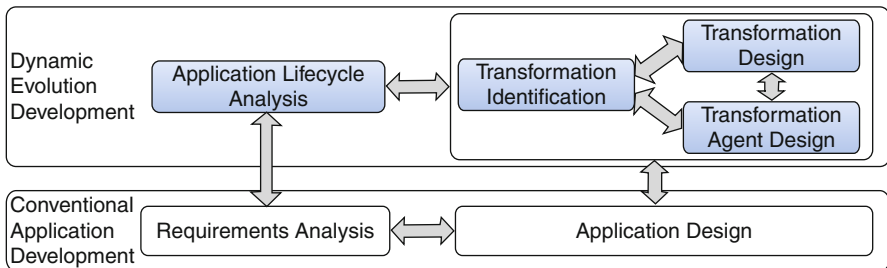 Dynamic
Evolution
Development
Application Lifecycle
Analysis
Transformation
Identification
Transformation
Design
Transformation
Agent Design
Conventional
Application
Development
Requirements Analysis
Application Design